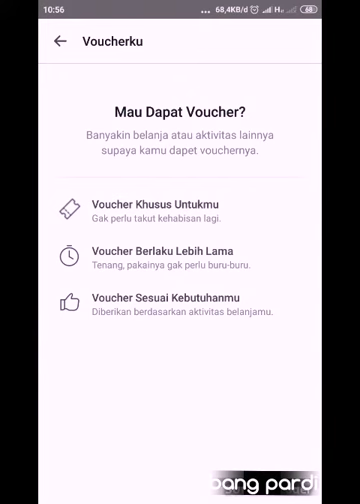 10:56
... 68,4KB/d H 68
Voucherku
Mau Dapat Voucher?
Banyakin belanja atau aktivitas lainnya
supaya kamu dapet vouchernya.
Voucher Khusus Untukmu
Gak perlu takut kehabisan lagi.
Voucher Berlaku Lebih Lama
Tenang, pakainya gak perlu buru-buru.
Voucher Sesuai Kebutuhanmu
Diberikan berdasarkan aktivitas belanjamu.
pardi